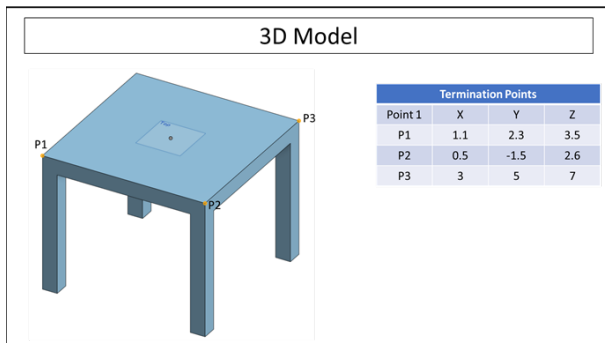 3D Model
P1
P2
P3
Termination Points
Point 1 X Y Z
P1 1.1 2.3 3.5
P2 0.5 -1.5 2.6
P3 3 5 7